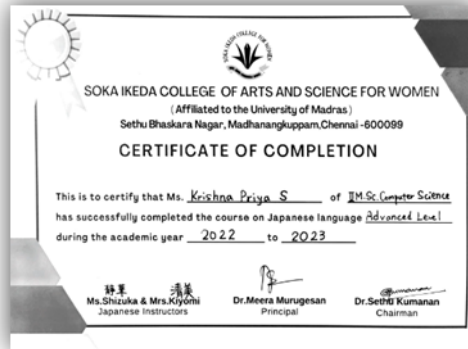 SOKA IKEDA COLLEGE OF ARTS AND SCIENCE FOR WOMEN
(Affiliated to the University of Madras)
Sethu Bhaskara Nagar, Madhanangkuppam,Chennai -600099
CERTIFICATE OF COMPLETION
This is to certify that Ms. Krishna Priya S of II M.Sc. Computer Science
has successfully completed the course on Japanese language Advanced Level
during the academic year 2022 to 2023
清美
Ms.Shizuka & Mrs.Kiyomi
Dr.Meera Murugesan
Dr.Sethu Kumanan
Japanese Instructors
Principal
Chairman